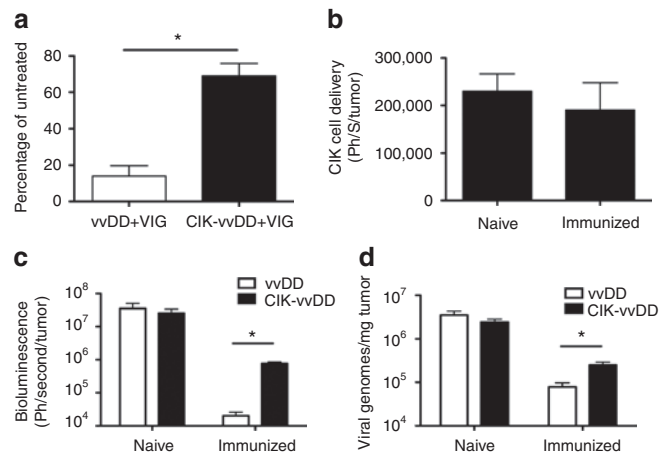 a
*
Percentage of untreated
80
60
40
20
0
vvDD+VIG
CIK-vvDD+VIG
b
CIK cell delivery
(Ph/S/tumor)
300,000
200,000
100,000
0
Naive
Immunized
c
vvDD
CIK-vvDD
*
Bioluminescence
(Ph/second/tumor)
10⁸
10⁷
10⁶
10⁵
10⁴
Naive
Immunized
d
vvDD
CIK-vvDD
*
Viral genomes/mg tumor
10⁷
10⁶
10⁵
10⁴
Naive
Immunized